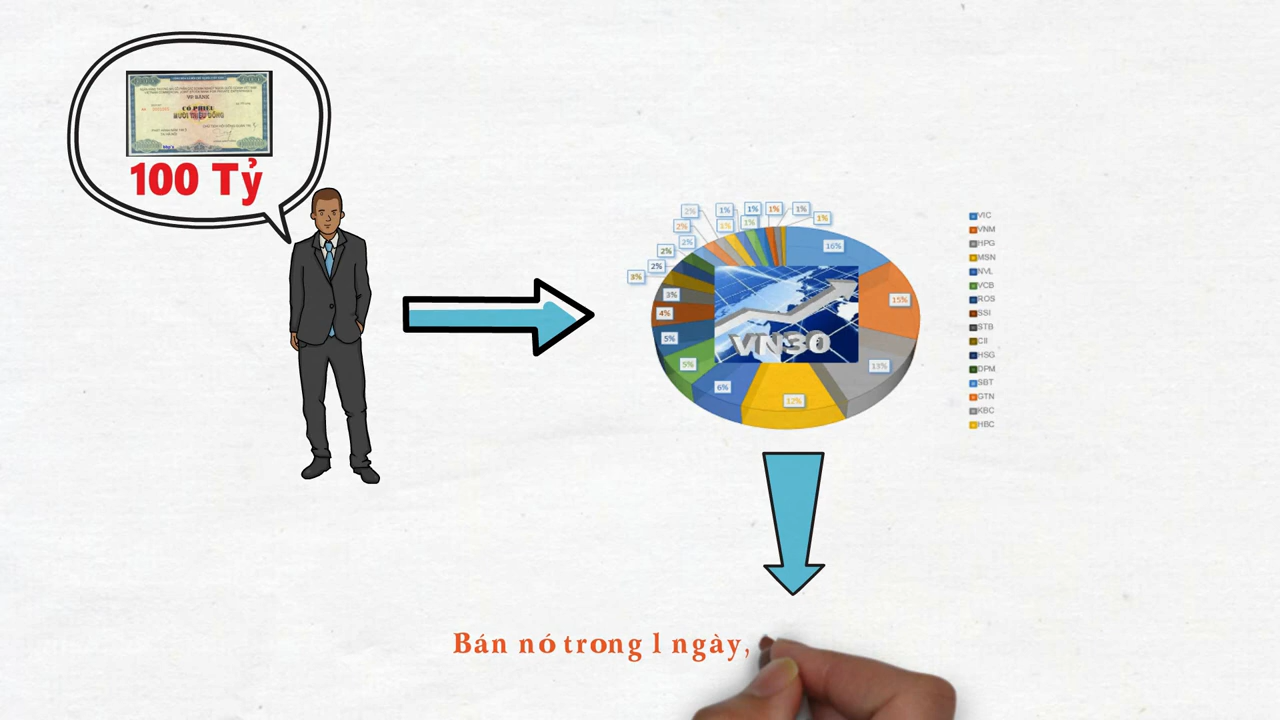 VP BANK
CỔ PHIẾU
MƯỜI TRIỆU ĐỒNG
100 Tỷ
2%
1%
1%
1%
1%
1%
2%
1%
1%
2%
2%
2%
3%
3%
4%
5%
5%
6%
12%
13%
15%
16%
VN30
VIC
VNM
HPG
MSN
NVL
VCB
ROS
SSI
STB
CII
HSG
DPM
SBT
GTN
KBC
HBC
Bán nó trong 1 ngày,